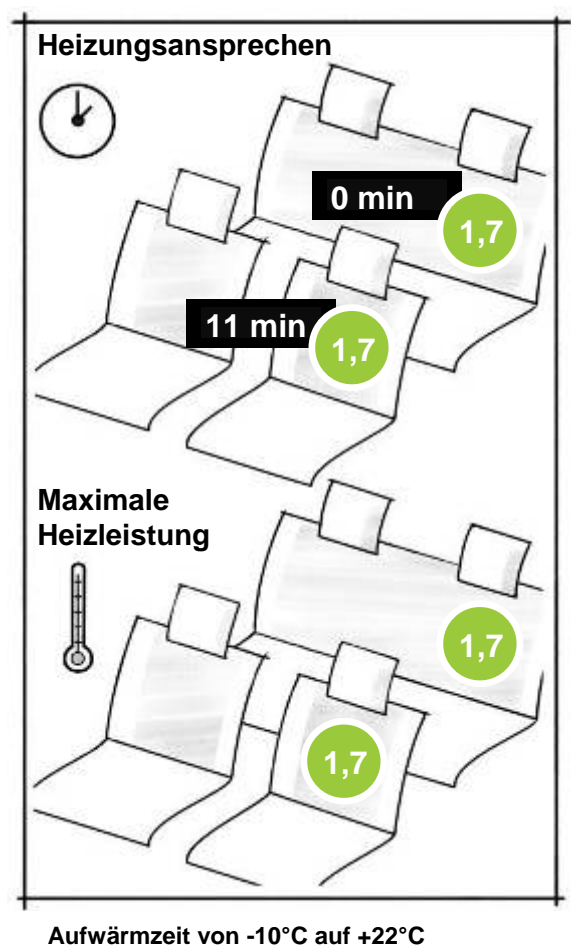 Heizungsansprechen
0 min
1,7
11 min
1,7
Maximale
Heizleistung
1,7
1,7
Aufwärmzeit von -10°C auf +22°C